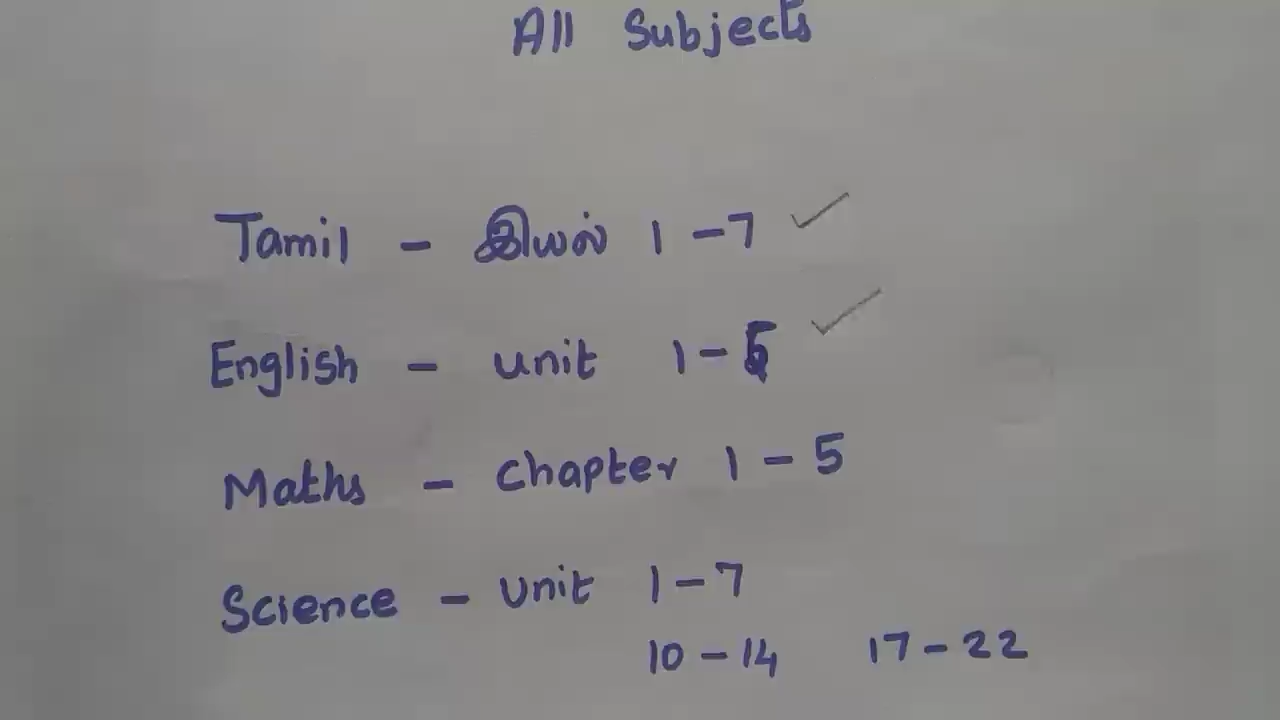 All Subjects
Tamil - இயல் 1 - 7 ✓
English - unit 1 - 5 ✓
Maths - Chapter 1 - 5
Science - Unit 1 - 7
10 - 14 17 - 22